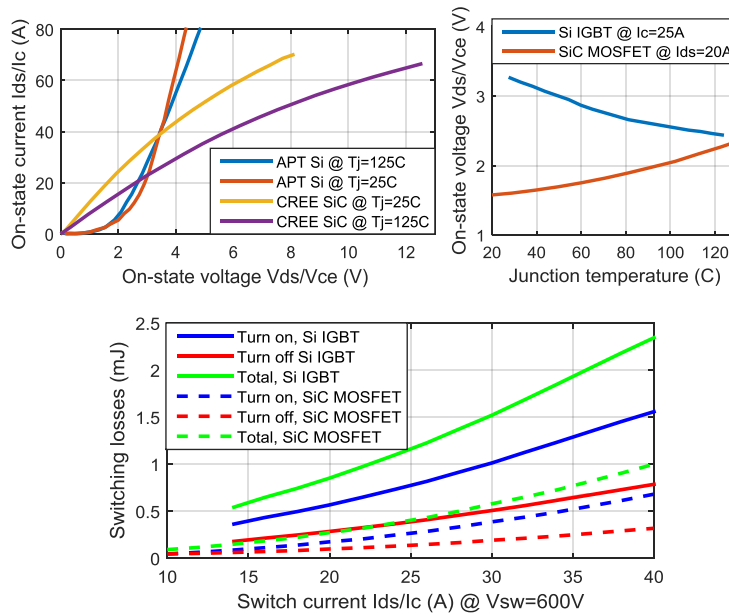 On-state current Ids/Ic (A)
80
60
40
20
0
APT Si @ Tj=125C
APT Si @ Tj=25C
CREE SiC @ Tj=25C
CREE SiC @ Tj=125C
0 2 4 6 8 10 12
On-state voltage Vds/Vce (V)
On-state voltage Vds/Vce (V)
Si IGBT @ Ic=25A
SiC MOSFET @ Ids=20A
4
3
2
1
20 40 60 80 100 120
Junction temperature (C)
Switching losses (mJ)
2.5
2
1.5
1
0.5
0
Turn on, Si IGBT
Turn off Si IGBT
Total, Si IGBT
Turn on, SiC MOSFET
Turn off, SiC MOSFET
Total, SiC MOSFET
10 15 20 25 30 35 40
Switch current Ids/Ic (A) @ Vsw=600V